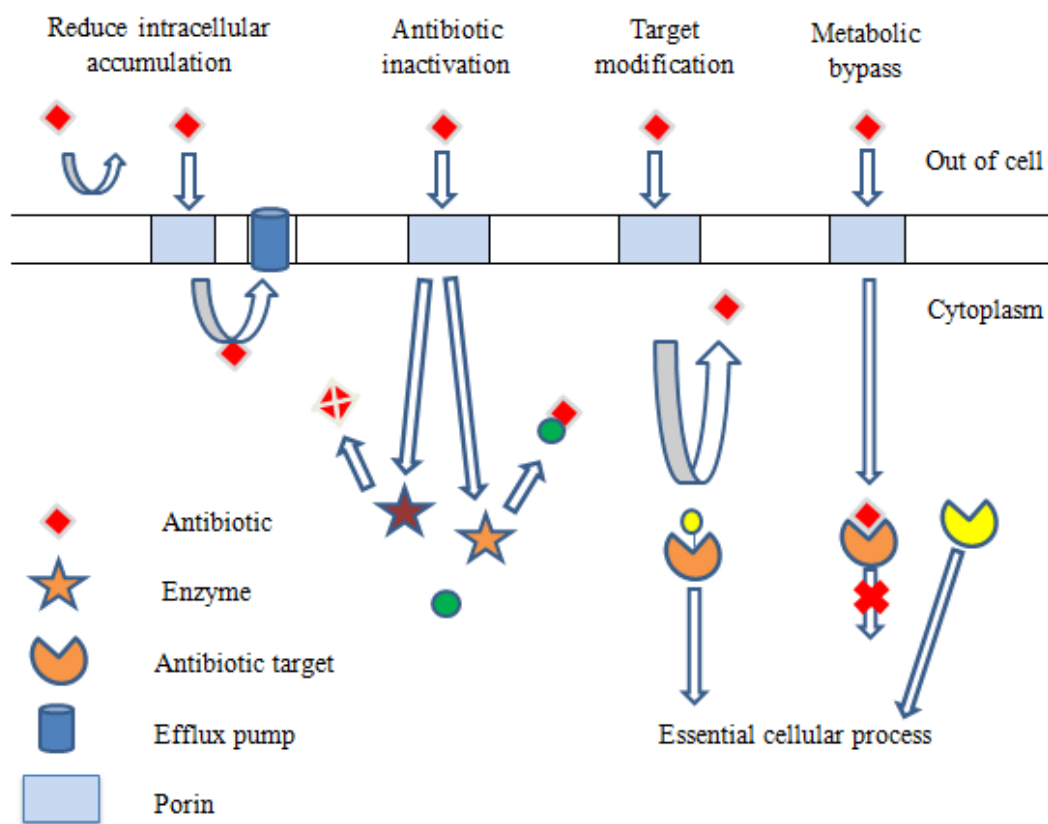 Reduce intracellular
accumulation
Antibiotic
inactivation
Target
modification
Metabolic
bypass
Out of cell
Cytoplasm
Antibiotic
Enzyme
Antibiotic target
Efflux pump
Essential cellular process
Porin